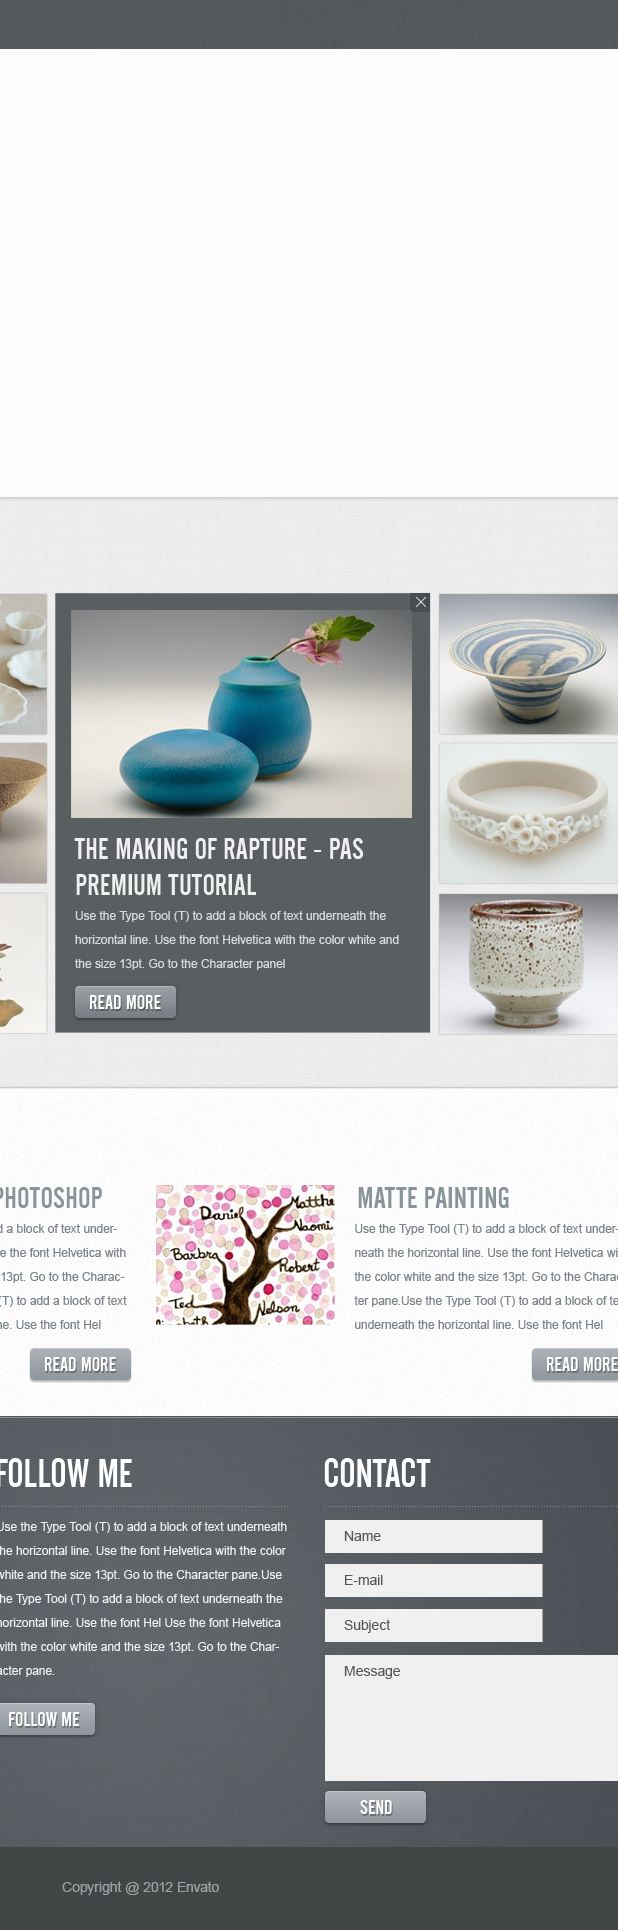 THE MAKING OF RAPTURE - PAS
PREMIUM TUTORIAL
Use the Type Tool (T) to add a block of text underneath the
horizontal line. Use the font Helvetica with the color white and
the size 13pt. Go to the Character panel
READ MORE
PHOTOSHOP
a block of text under-
the font Helvetica with
13pt. Go to the Charac-
(T) to add a block of text
Use the font Hel
READ MORE
Daniel
Matthe
Naomi
Barbra
Robert
Ted
Nelson
MATTE PAINTING
Use the Type Tool (T) to add a block of text under-
neath the horizontal line. Use the font Helvetica wi
the color white and the size 13pt. Go to the Charac
ter pane.Use the Type Tool (T) to add a block of te
underneath the horizontal line. Use the font Hel
READ MORE
FOLLOW ME
Use the Type Tool (T) to add a block of text underneath
the horizontal line. Use the font Helvetica with the color
white and the size 13pt. Go to the Character pane.Use
the Type Tool (T) to add a block of text underneath the
horizontal line. Use the font Hel Use the font Helvetica
with the color white and the size 13pt. Go to the Char-
acter pane.
FOLLOW ME
CONTACT
Name
E-mail
Subject
Message
SEND
Copyright @ 2012 Envato